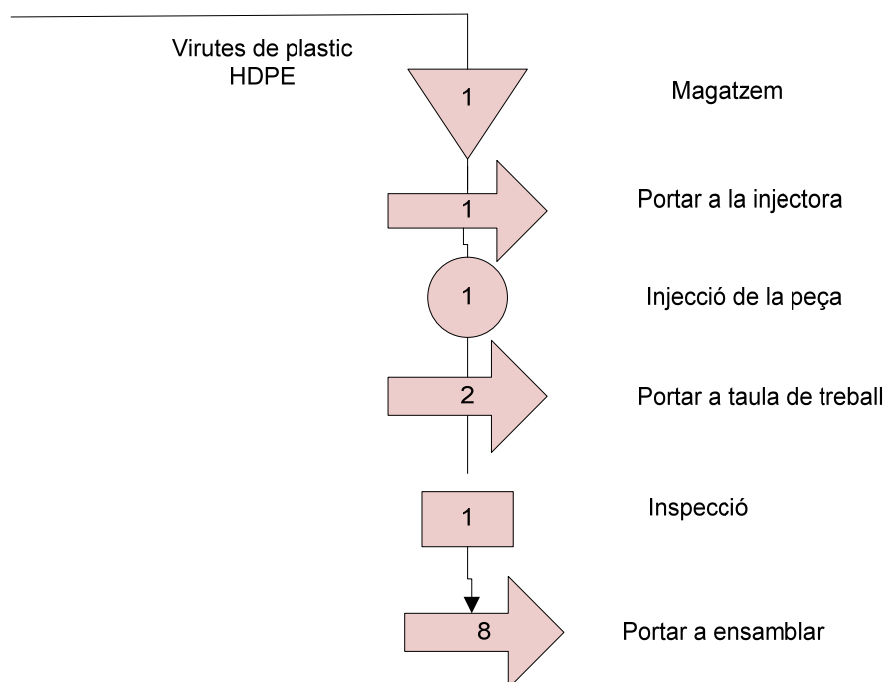 Virutes de plastic
HDPE
1
Magatzem
1
Portar a la injectora
1
Injecció de la peça
2
Portar a taula de treball
1
Inspecció
8
Portar a ensamblar